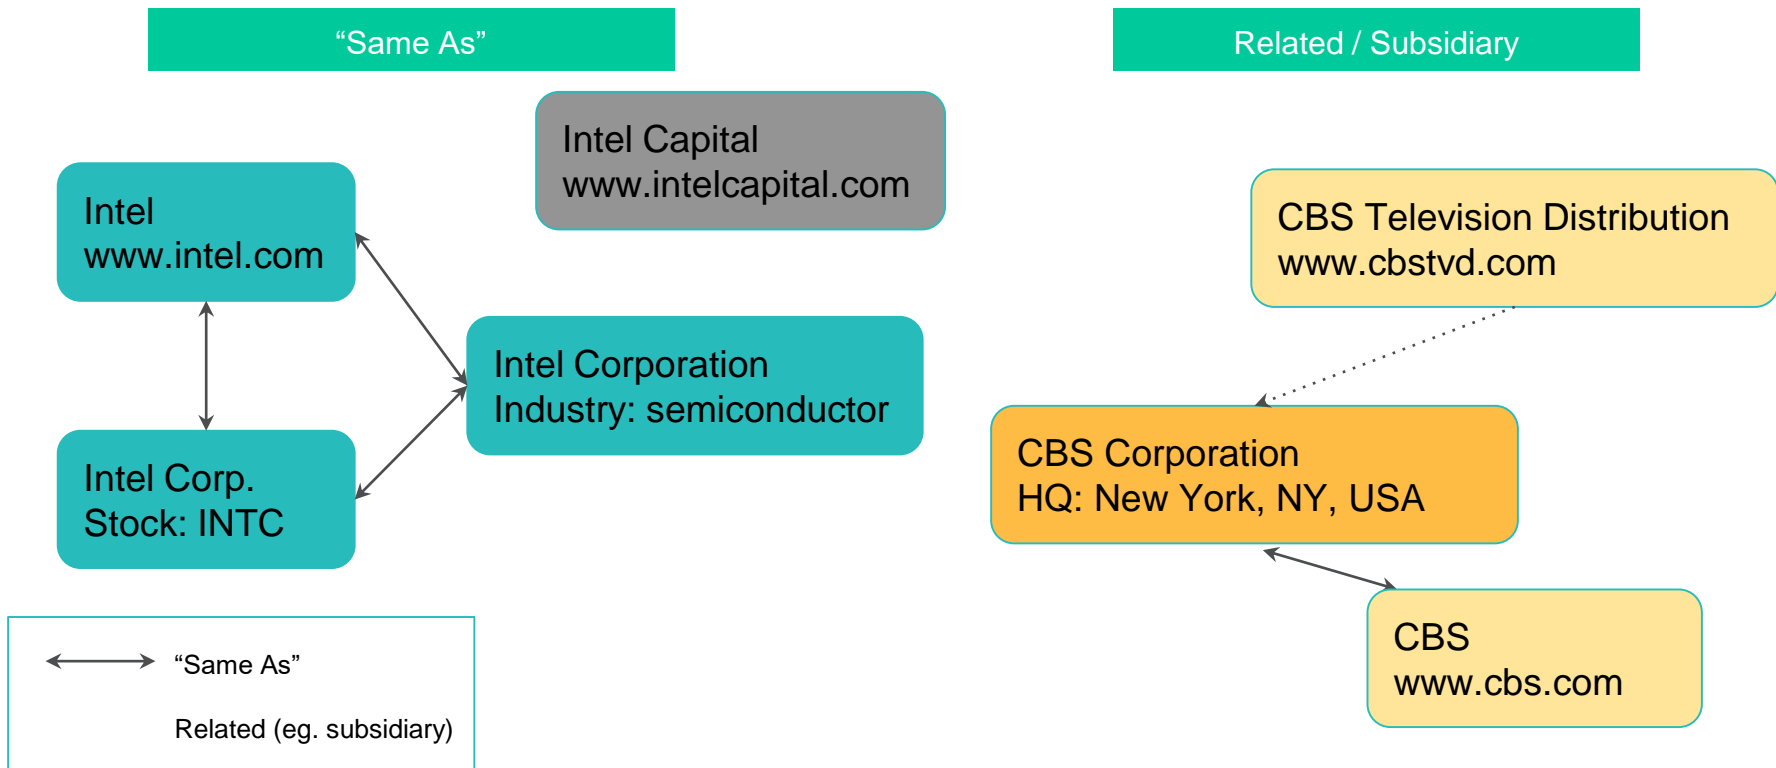 “Same As”
Related / Subsidiary
Intel Capital
www.intelcapital.com
Intel
www.intel.com
CBS Television Distribution
www.cbstvd.com
Intel Corporation
Industry: semiconductor
CBS Corporation
HQ: New York, NY, USA
Intel Corp.
Stock: INTC
CBS
www.cbs.com
“Same As”
Related (eg. subsidiary)